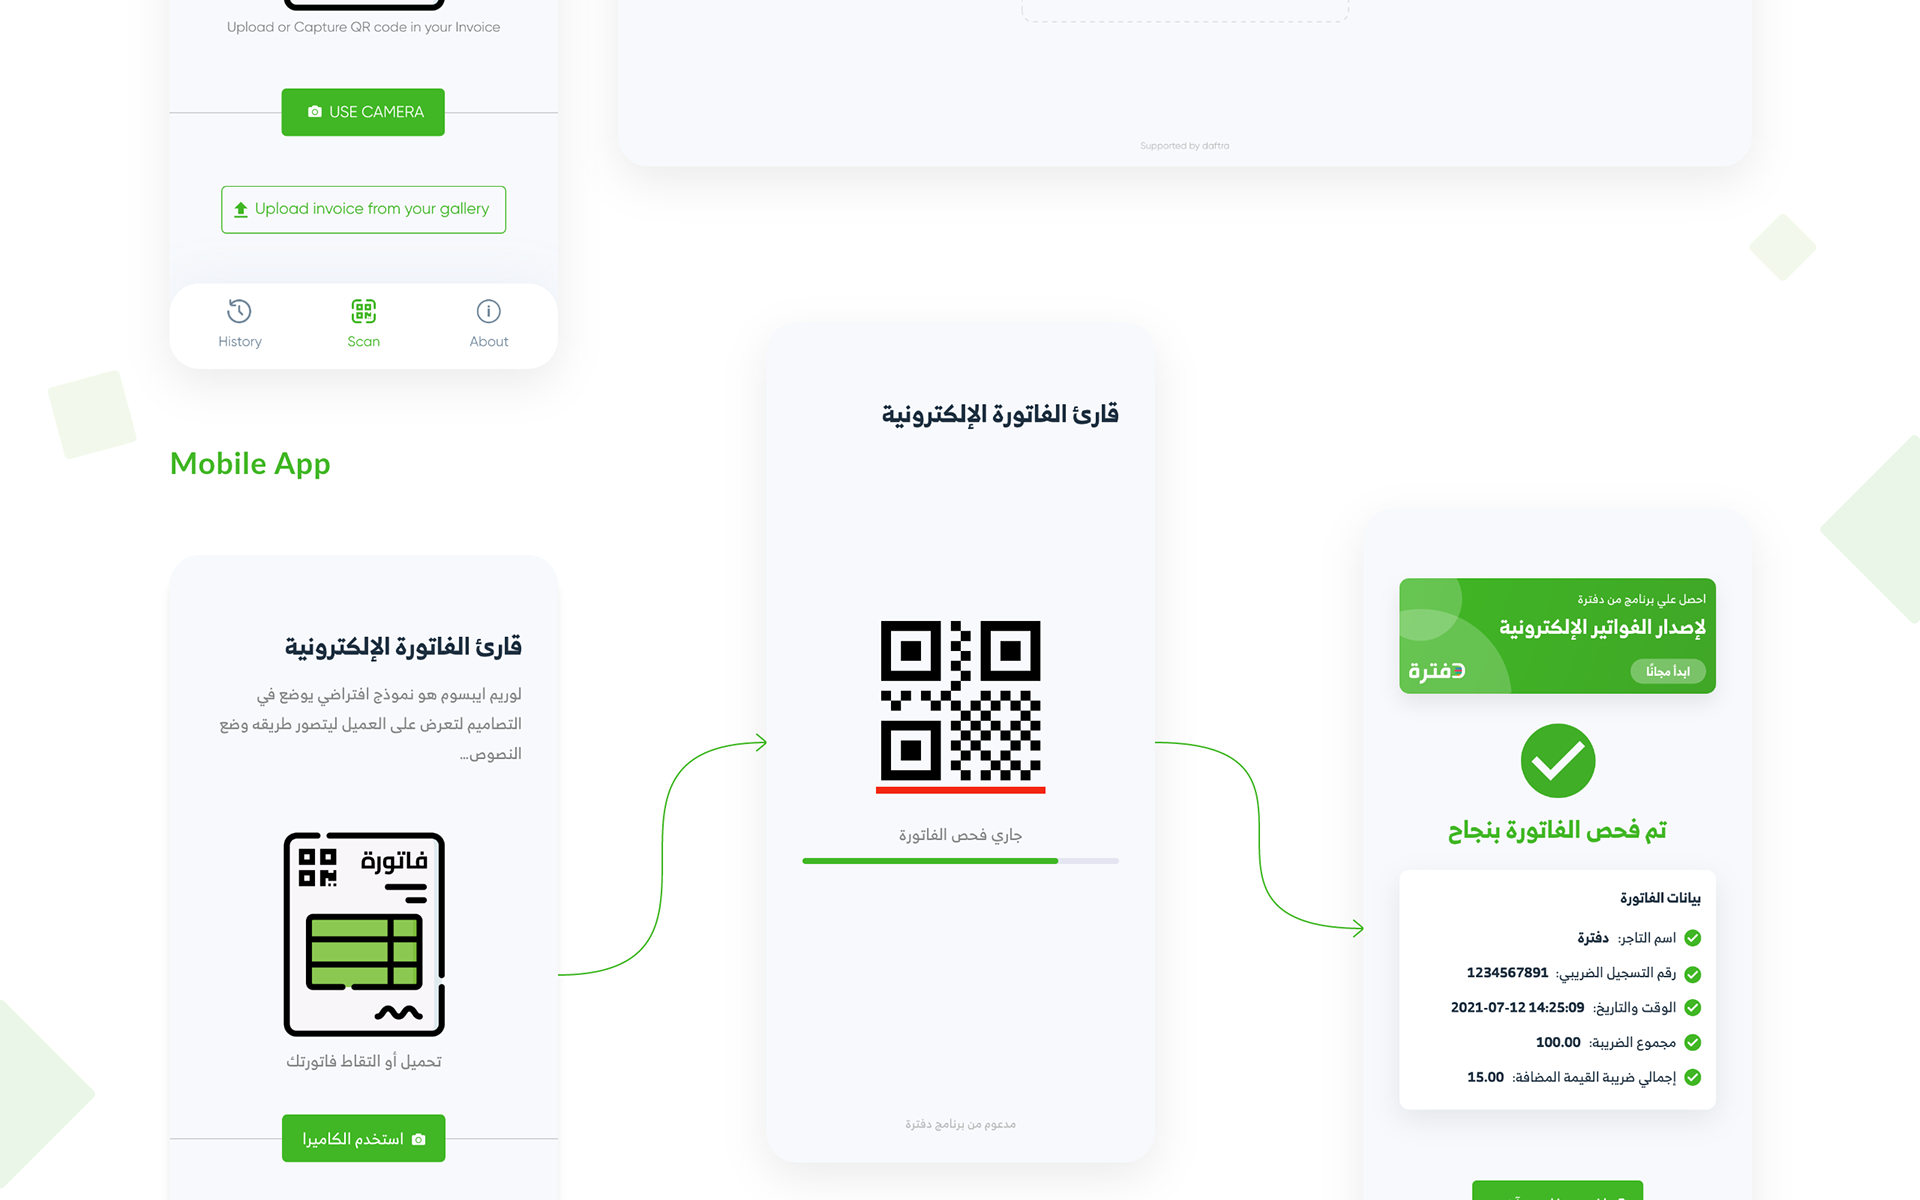 Upload or Capture QR code in your Invoice
USE CAMERA
Upload invoice from your gallery
History
Scan
About
Supported by daftra
Mobile App
قارئ الفاتورة الإلكترونية
لوريم ايبسوم هو نموذج افتراضي يوضع في
التصاميم لتعرض على العميل ليتصور طريقه وضع
النصوص...
فاتورة
تحميل أو التقاط فاتورتك
استخدم الكاميرا
قارئ الفاتورة الإلكترونية
جاري فحص الفاتورة
مدعوم من برنامج دفترة
احصل علي برنامج من دفترة
لإصدار الفواتير الإلكترونية
ابدأ مجانًا
دفترة
تم فحص الفاتورة بنجاح
بيانات الفاتورة
اسم التاجر: دفترة
رقم التسجيل الضريبي: 1234567891
الوقت والتاريخ: 2021-07-12 14:25:09
مجموع الضريبة: 100.00
إجمالي ضريبة القيمة المضافة: 15.00